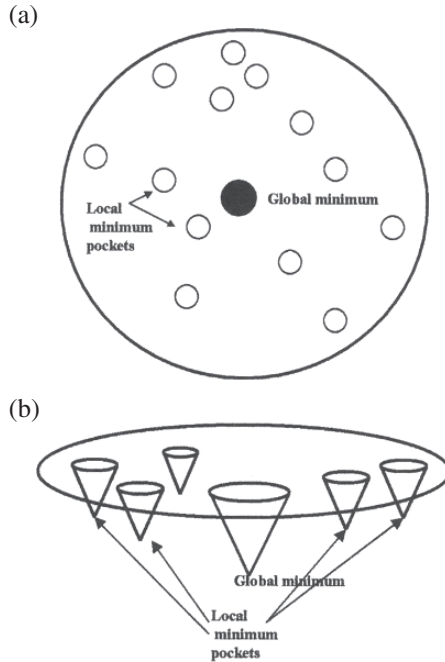 (a)
Global minimum
Local
minimum
pockets
(b)
Global minimum
Local
minimum
pockets